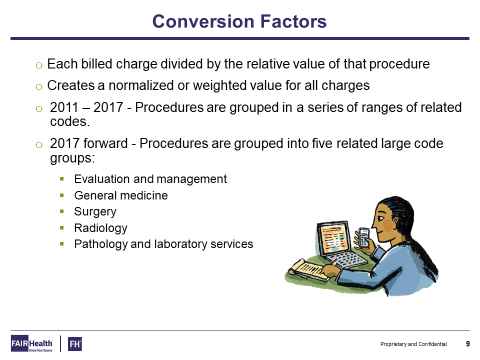 Conversion Factors
Each billed charge divided by the relative value of that procedure
Creates a normalized or weighted value for all charges
2011 – 2017 - Procedures are grouped in a series of ranges of related
codes.
2017 forward - Procedures are grouped into five related large code
groups:
Evaluation and management
General medicine
Surgery
Radiology
Pathology and laboratory services
FAIR Health
FH
Proprietary and Confidential
9